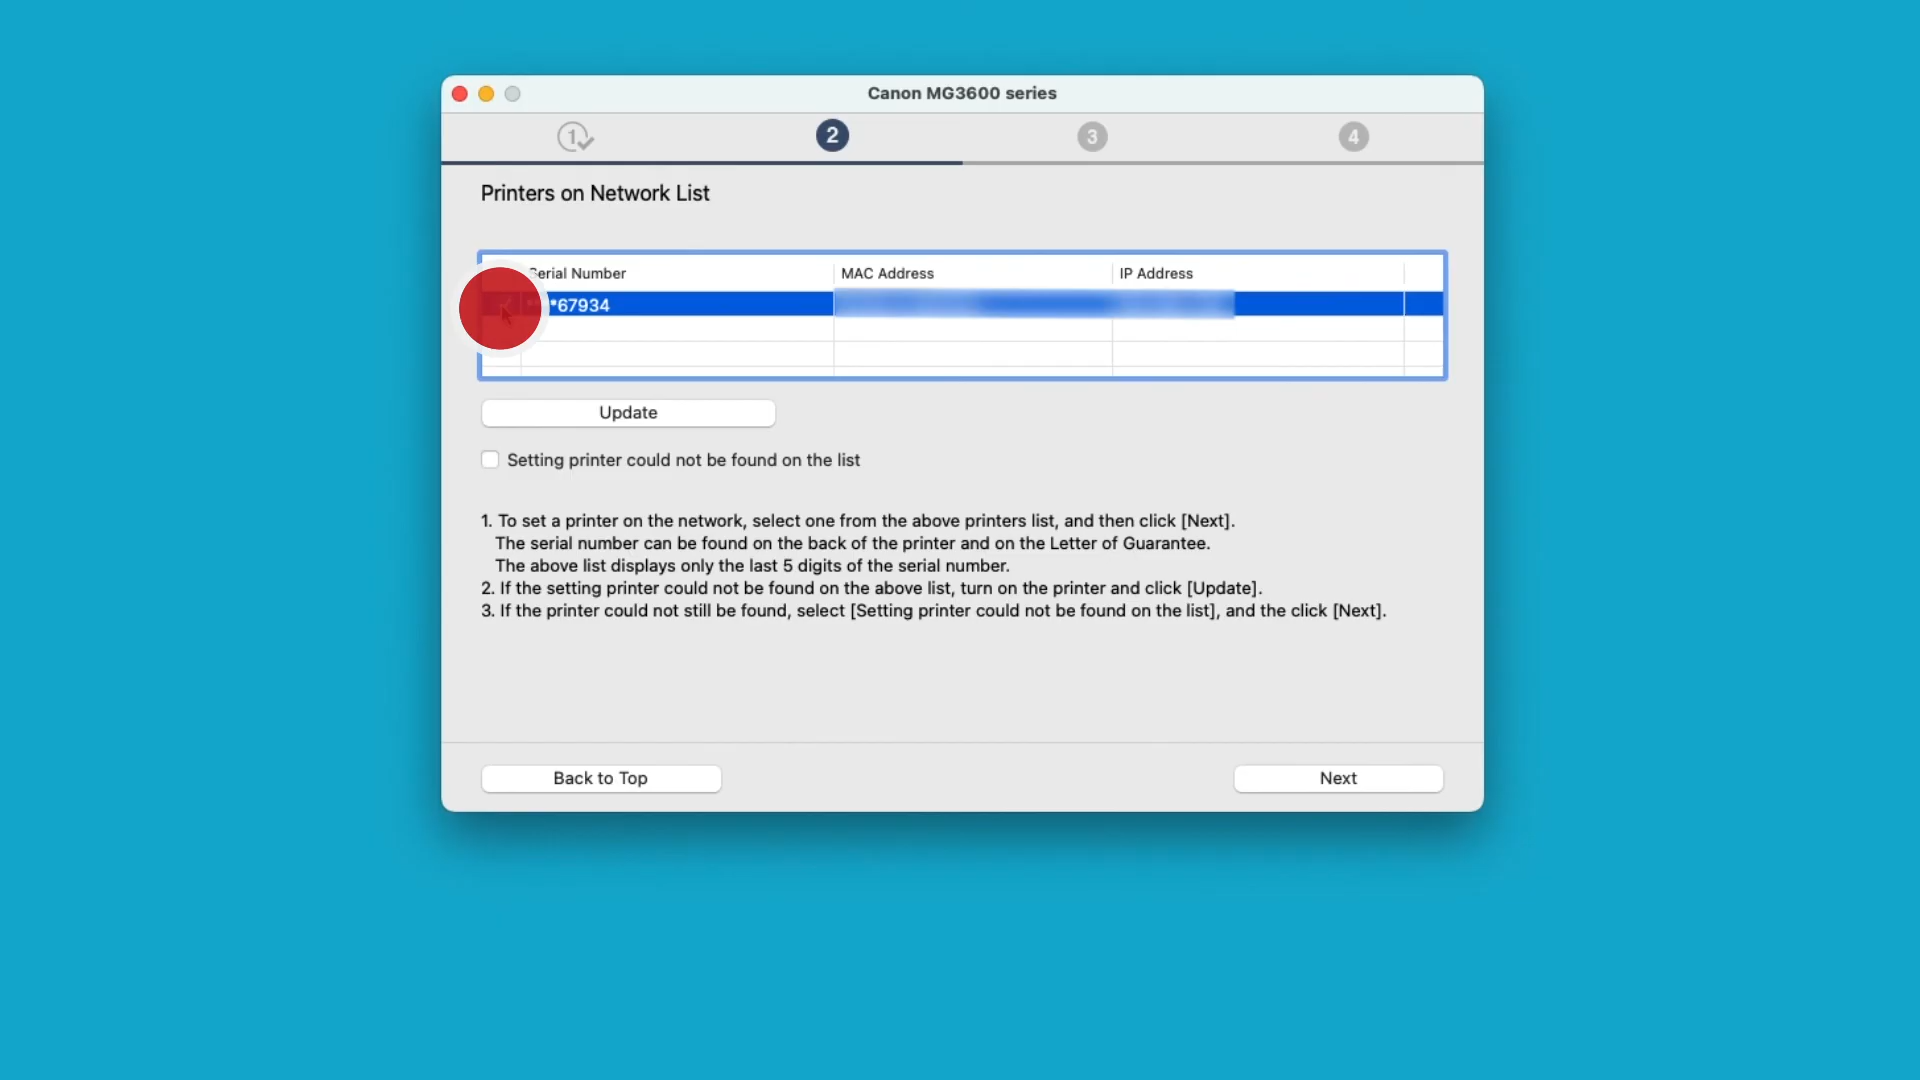 Canon MG3600 series
1
2
3
4
Printers on Network List
Serial Number MAC Address IP Address
*67934
Update
Setting printer could not be found on the list
1. To set a printer on the network, select one from the above printers list, and then click [Next].
The serial number can be found on the back of the printer and on the Letter of Guarantee.
The above list displays only the last 5 digits of the serial number.
2. If the setting printer could not be found on the above list, turn on the printer and click [Update].
3. If the printer could not still be found, select [Setting printer could not be found on the list], and the click [Next].
Back to Top
Next